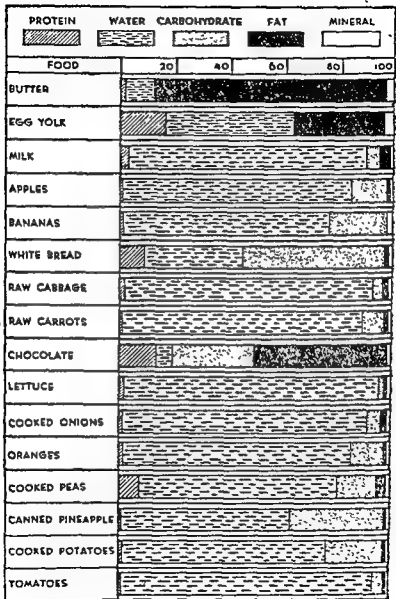 PROTEIN WATER CARBOHYDRATE FAT MINERAL
FOOD 20 40 60 80 100
BUTTER
EGG YOLK
MILK
APPLES
BANANAS
WHITE BREAD
RAW CABBAGE
RAW CARROTS
CHOCOLATE
LETTUCE
COOKED ONIONS
ORANGES
COOKED PEAS
CANNED PINEAPPLE
COOKED POTATOES
TOMATOES